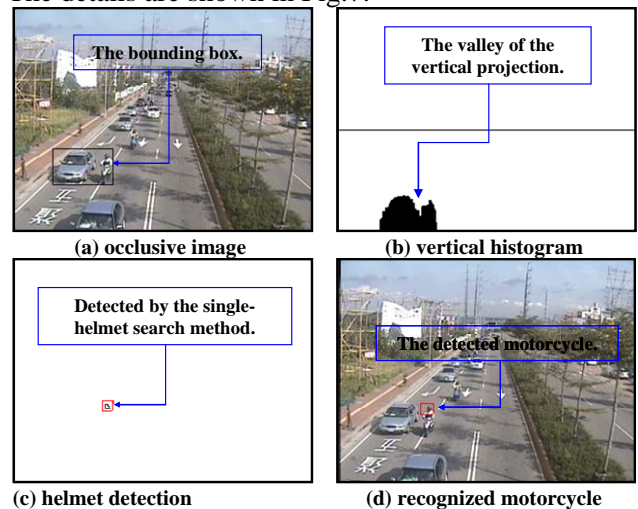 The details are shown in Fig.7.
The bounding box.
The valley of the
vertical projection.
(a) occlusive image
(b) vertical histogram
Detected by the single-
helmet search method.
The detected motorcycle.
(c) helmet detection
(d) recognized motorcycle